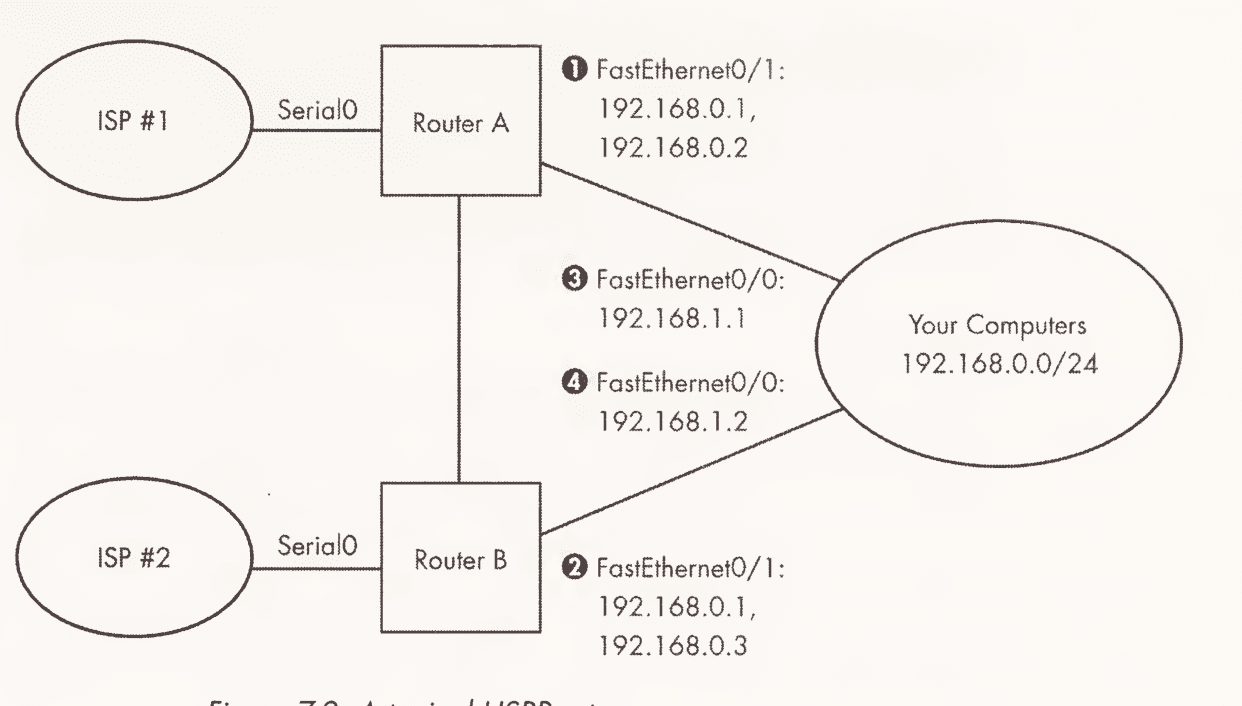 ISP #1
Serial0
Router A
❶ FastEthernet0/1:
192.168.0.1,
192.168.0.2
❸ FastEthernet0/0:
192.168.1.1
❹ FastEthernet0/0:
192.168.1.2
Your Computers
192.168.0.0/24
ISP #2
Serial0
Router B
❷ FastEthernet0/1:
192.168.0.1,
192.168.0.3